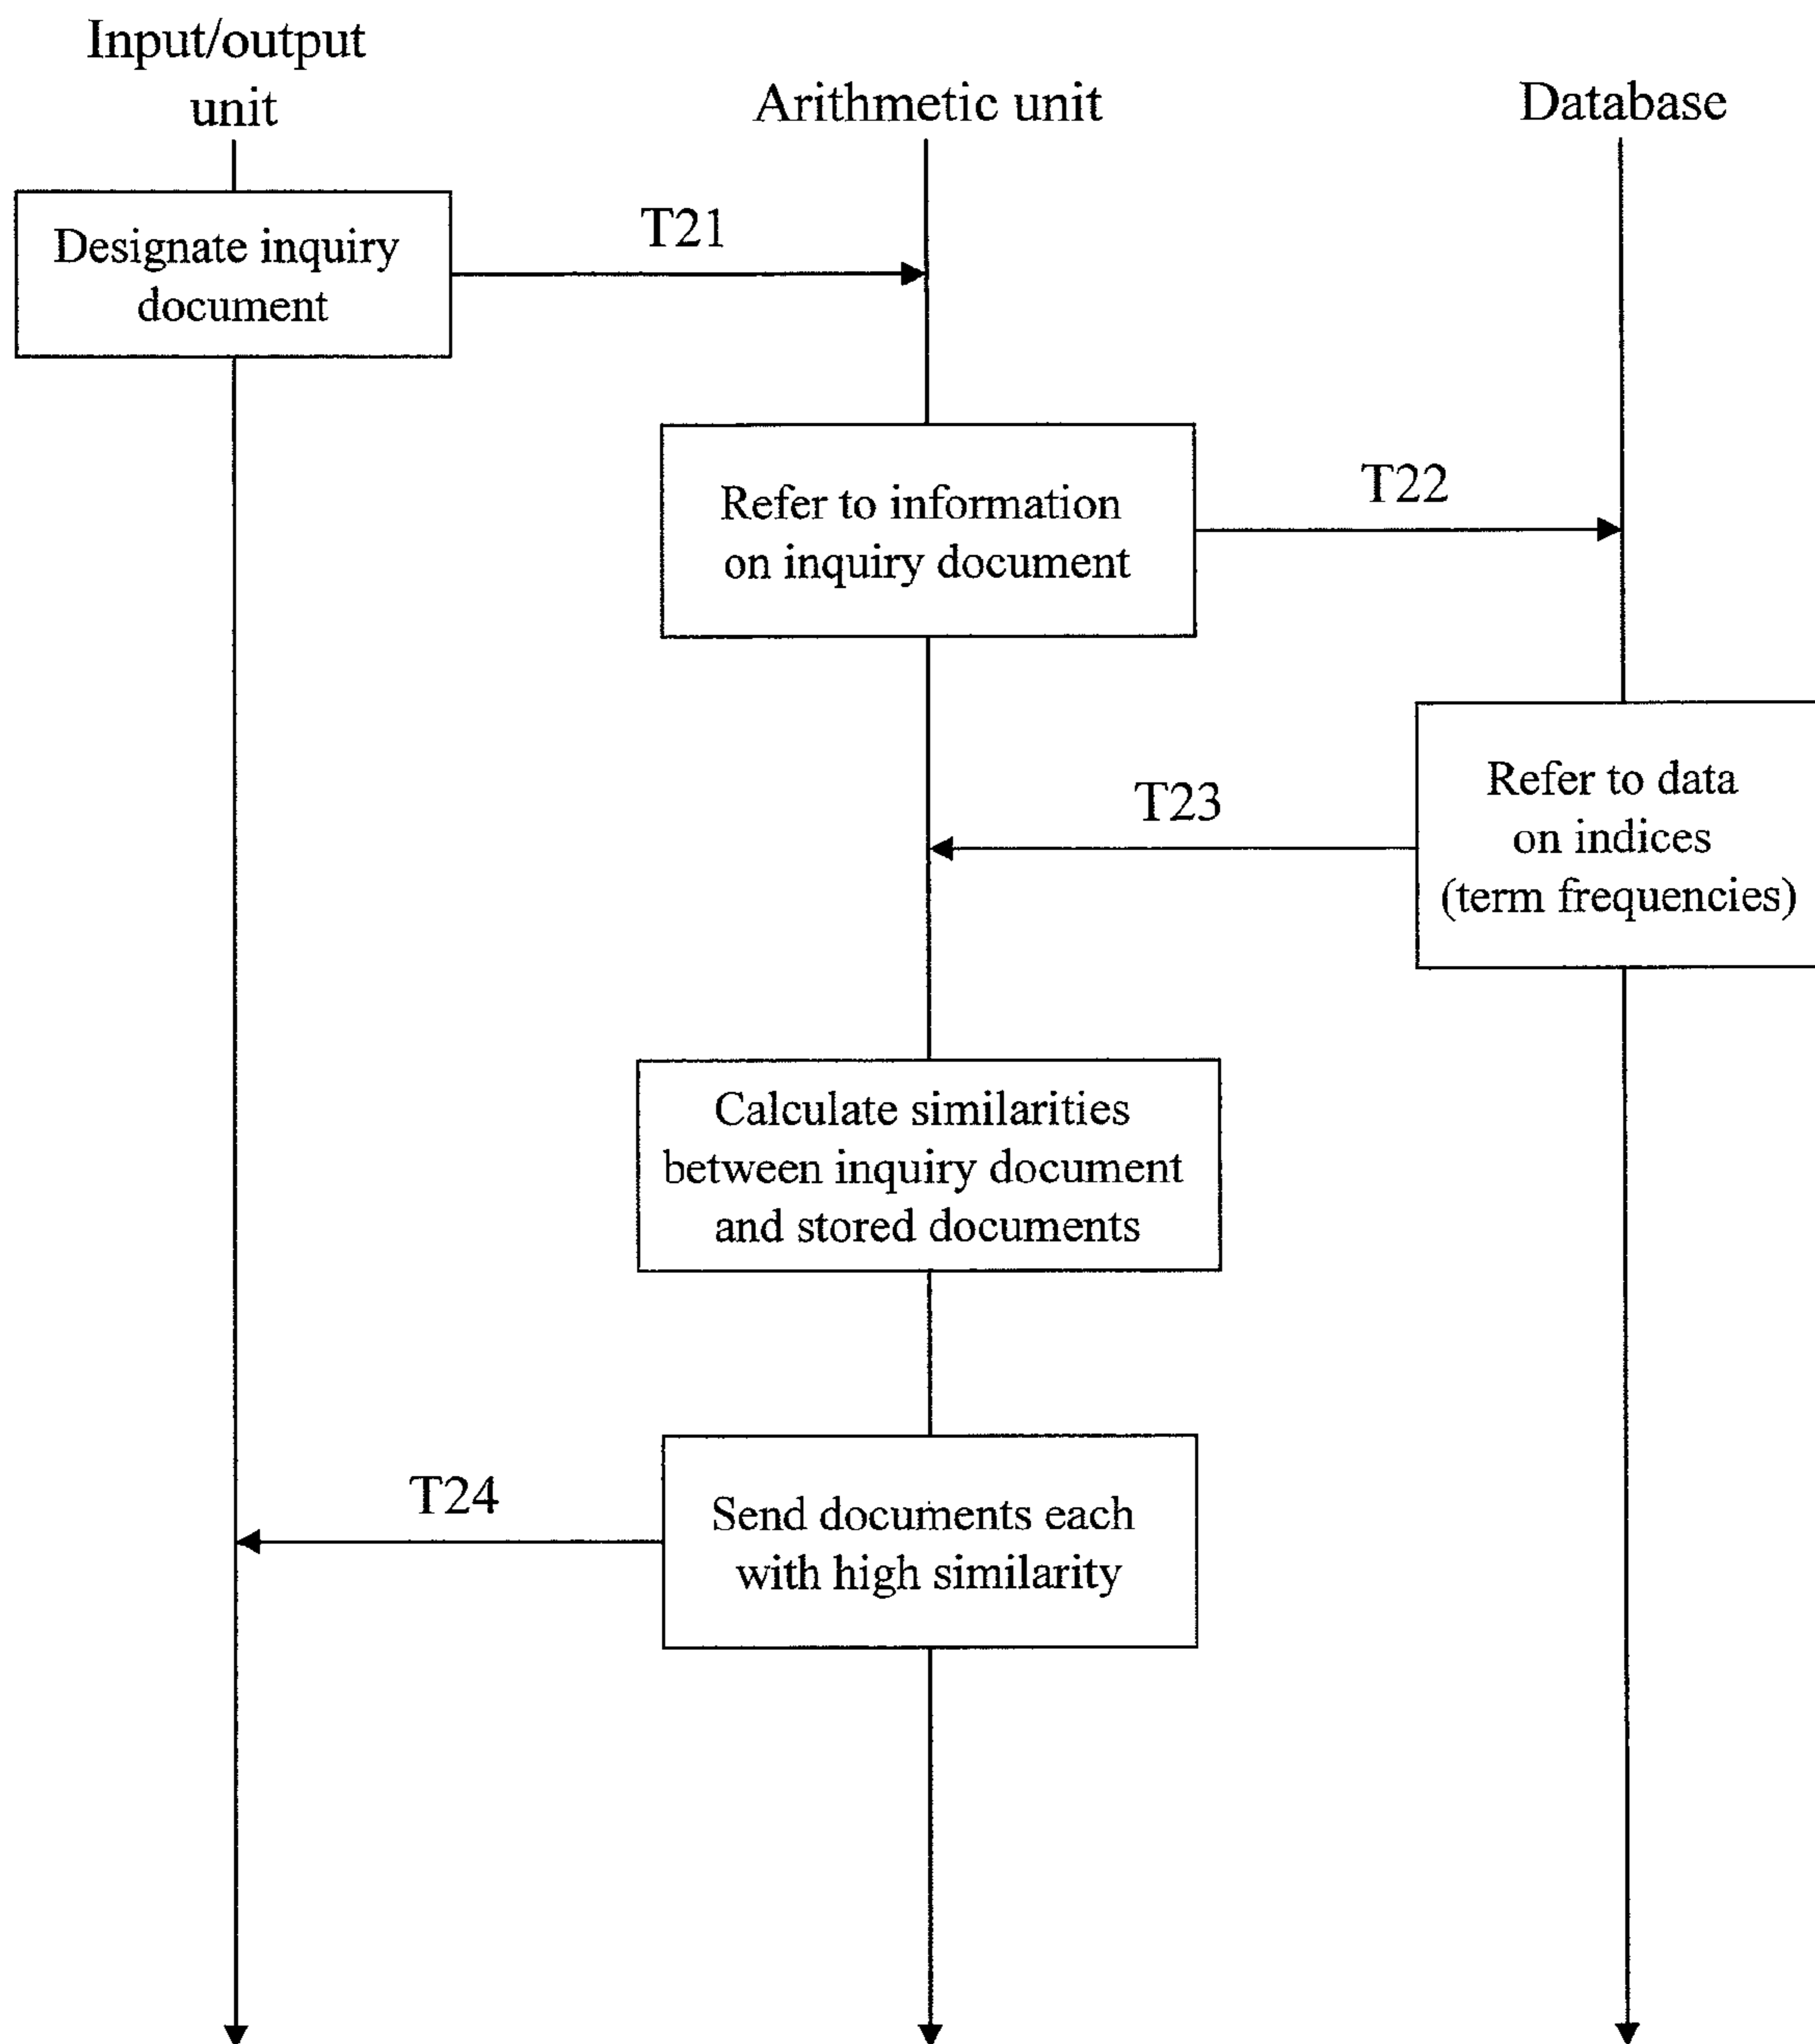 Input/output
unit
Arithmetic unit
Database
Designate inquiry
document
T21
Refer to information
on inquiry document
T22
Refer to data
on indices
(term frequencies)
T23
Calculate similarities
between inquiry document
and stored documents
Send documents each
with high similarity
T24